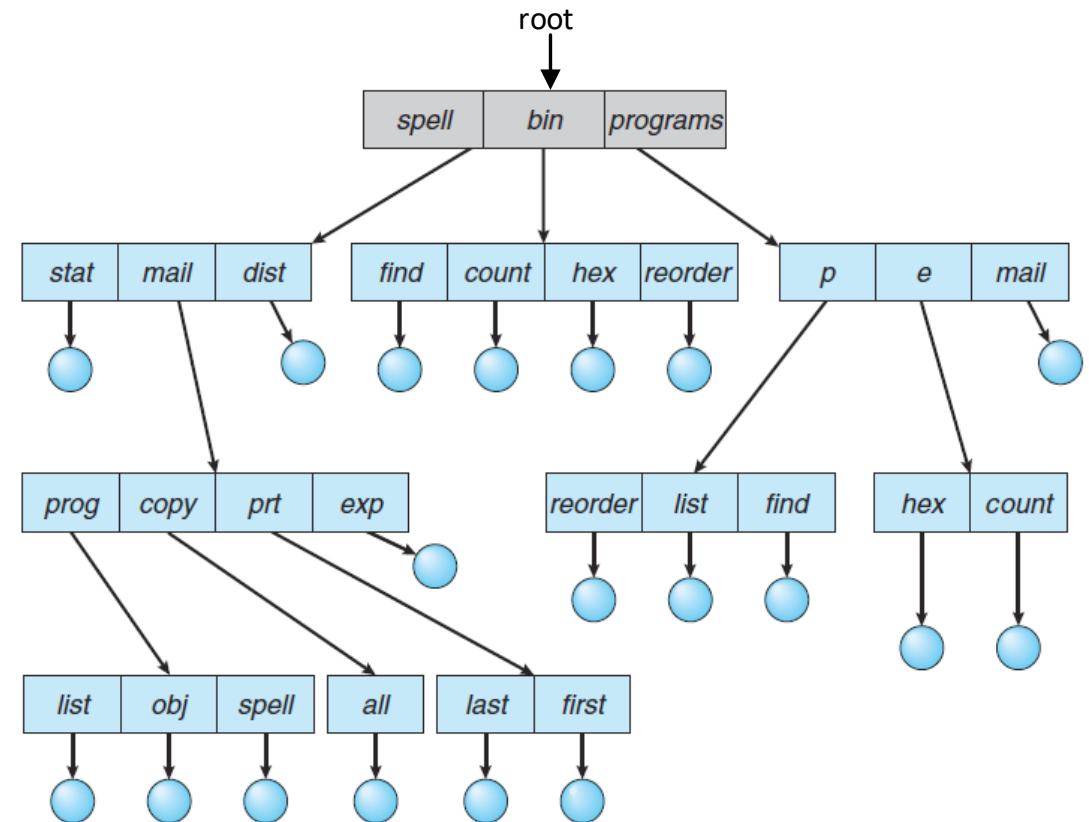 root
spell bin programs
stat mail dist find count hex reorder p e mail
prog copy prt exp reorder list find hex count
list obj spell all last first